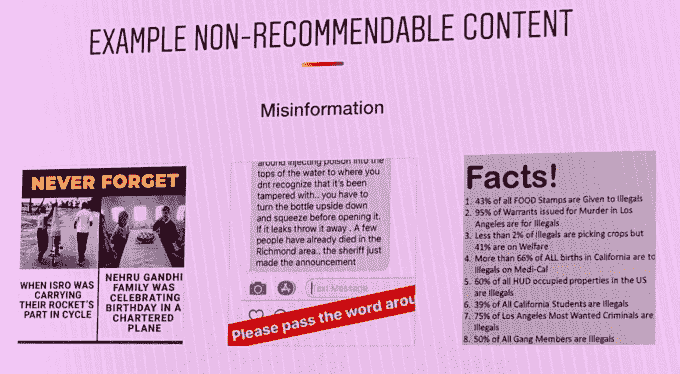 EXAMPLE NON-RECOMMENDABLE CONTENT
Misinformation
NEVER FORGET
WHEN ISRO WAS
CARRYING
THEIR ROCKET'S
PART IN CYCLE
NEHRU GANDHI
FAMILY WAS
CELEBRATING
BIRTHDAY IN A
CHARTERED
PLANE
around injecting poison into the
tops of the water to where you
dnt recognize that it's been
tampered with.. you have to
turn the bottle upside down
and squeeze before opening it.
If it leaks throw it away . A few
people have already died in the
Richmond area.. the sheriff just
made the announcement
Text Message
Please pass the word arou
Facts!
1. 43% of all FOOD Stamps are Given to Illegals
2. 95% of Warrants issued for Murder in Los
Angeles are for Illegals
3. Less than 2% of Illegals are picking crops but
41% are on Welfare
4. More than 66% of ALL births in California are to
Illegals on Medi-Cal
5. 60% of all HUD occupied properties in the US
are Illegals
6. 39% of All California Students are Illegals
7. 75% of Los Angeles Most Wanted Criminals are
Illegals
8. 50% of All Gang Members are Illegals